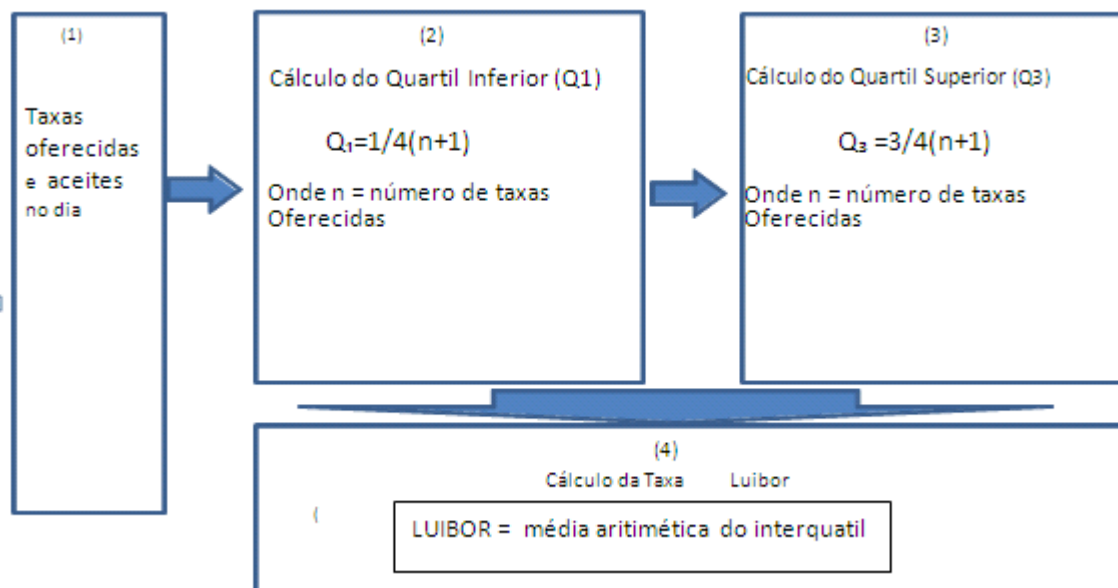 (1)
Taxas
oferecidas
e aceites
no dia
(2)
Cálculo do Quartil Inferior (Q1)
Q₁=1/4(n+1)
Onde n = número de taxas
Oferecidas
(3)
Cálculo do Quartil Superior (Q3)
Q₃ =3/4(n+1)
Onde n = número de taxas
Oferecidas
(4)
Cálculo da Taxa Luibor
(
LUIBOR = média aritimética do interquatil